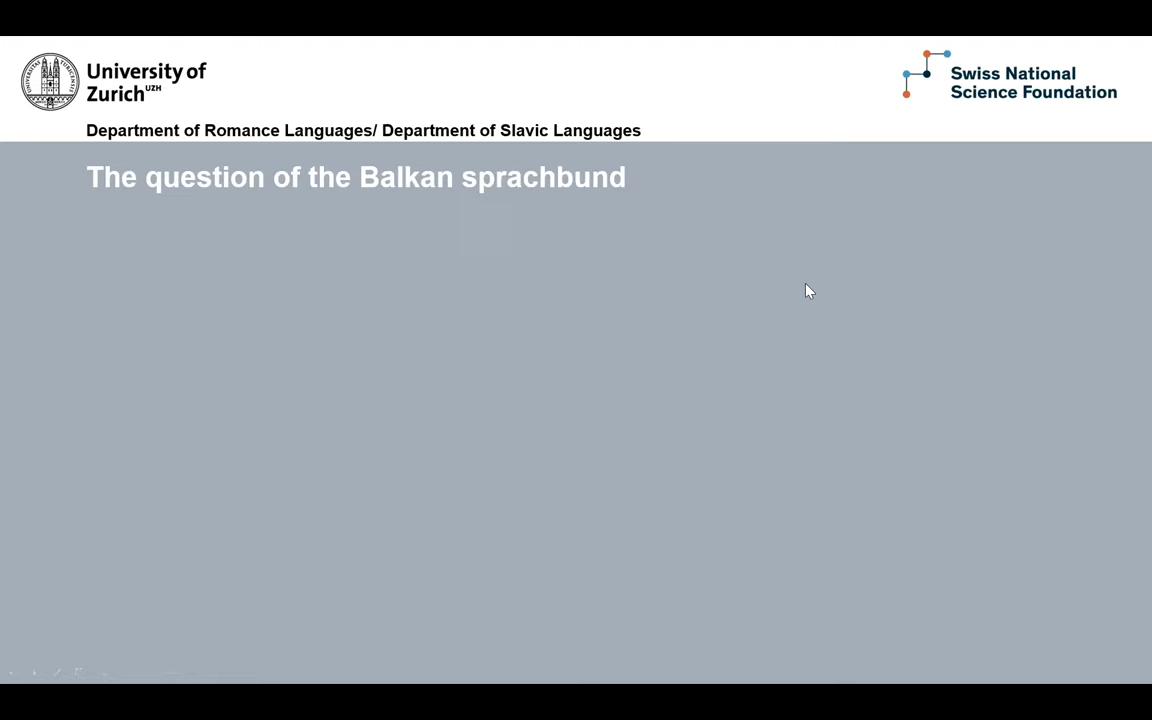 University of
Zurich UZH
Swiss National
Science Foundation
Department of Romance Languages/ Department of Slavic Languages
The question of the Balkan sprachbund